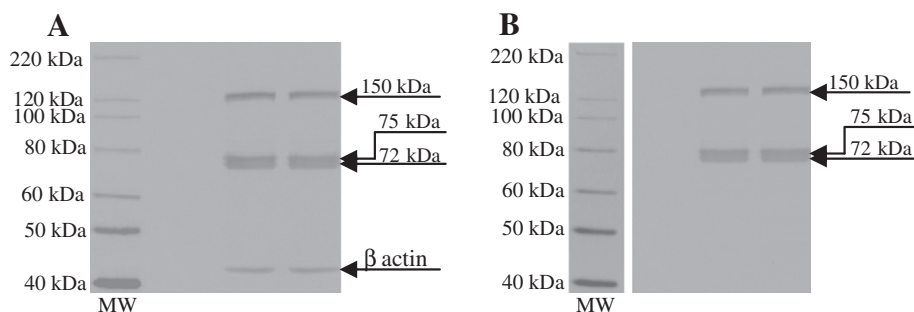 A
220 kDa
120 kDa
100 kDa
80 kDa
60 kDa
50 kDa
40 kDa
MW
150 kDa
75 kDa
72 kDa
β actin
B
220 kDa
120 kDa
100 kDa
80 kDa
60 kDa
50 kDa
40 kDa
MW
150 kDa
75 kDa
72 kDa